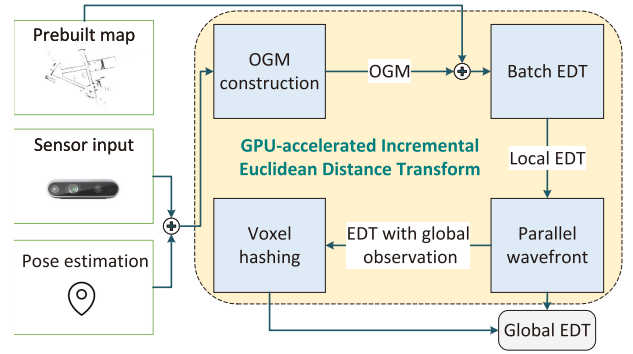 Prebuilt map
OGM
construction
OGM
Batch EDT
Sensor input
GPU-accelerated Incremental
Euclidean Distance Transform
Local EDT
Pose estimation
Voxel
hashing
EDT with global
observation
Parallel
wavefront
Global EDT